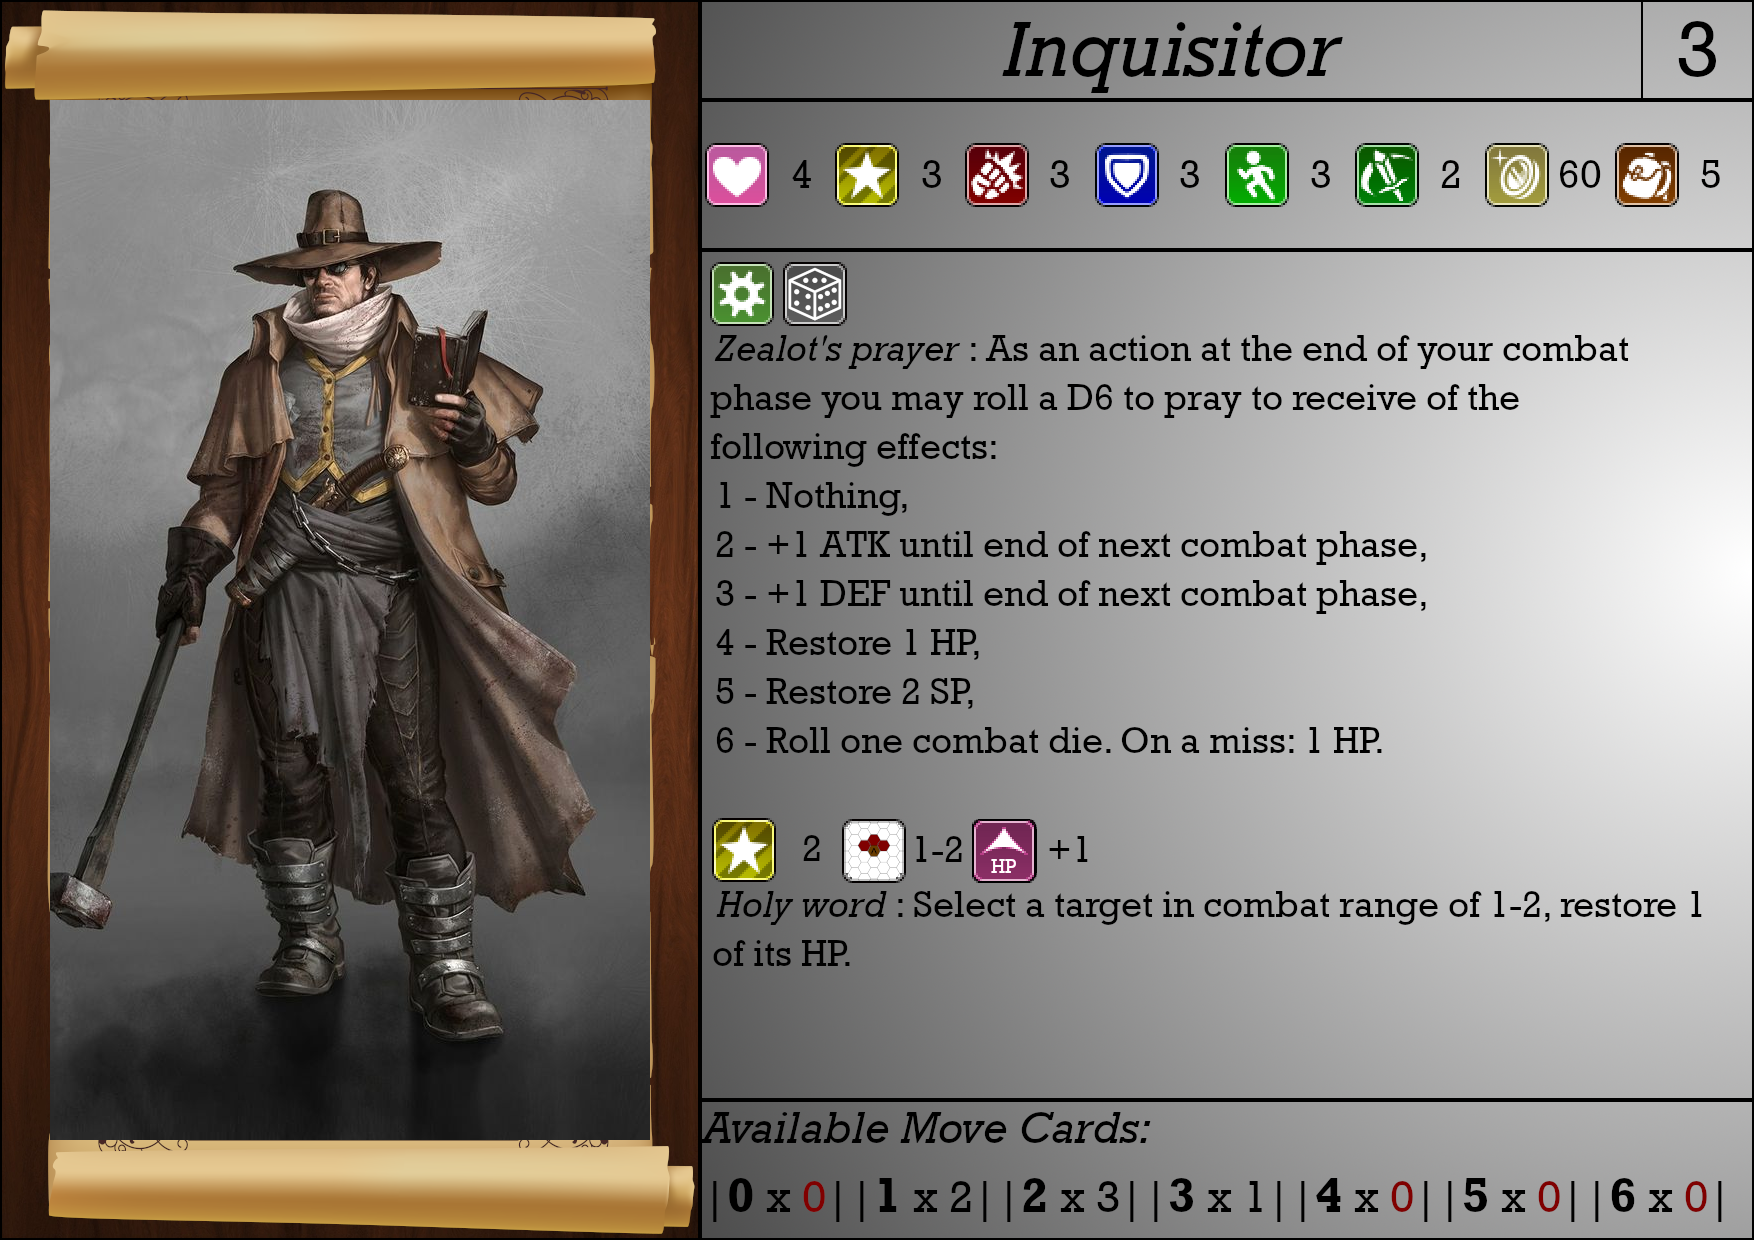 Inquisitor 3
4 3 3 3 3 2 60 5
Zealot's prayer : As an action at the end of your combat
phase you may roll a D6 to pray to receive of the
following effects:
1 - Nothing,
2 - +1 ATK until end of next combat phase,
3 - +1 DEF until end of next combat phase,
4 - Restore 1 HP,
5 - Restore 2 SP,
6 - Roll one combat die. On a miss: 1 HP.
2 1-2 HP +1
Holy word : Select a target in combat range of 1-2, restore 1
of its HP.
Available Move Cards:
|0 x 0| |1 x 2| |2 x 3| |3 x 1| |4 x 0| |5 x 0| |6 x 0|